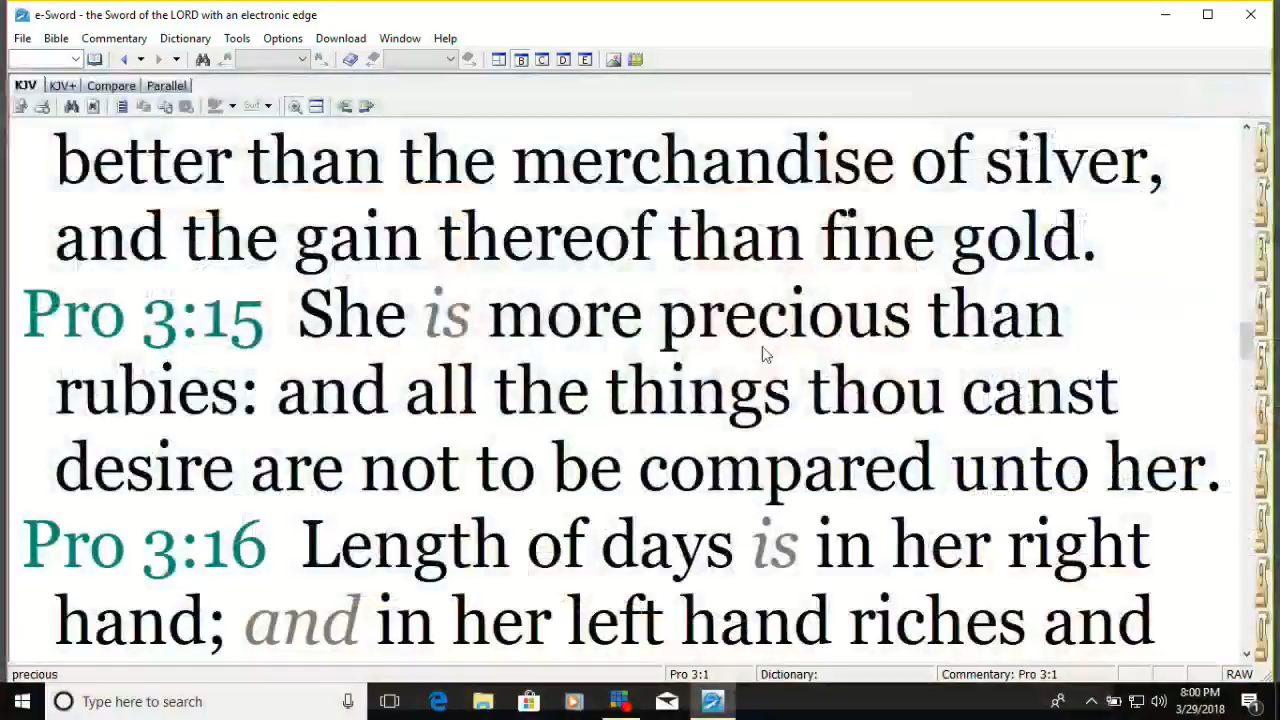 e-Sword - the Sword of the LORD with an electronic edge
File Bible Commentary Dictionary Tools Options Download Window Help
B C D E
KJV KJV+ Compare Parallel
better than the merchandise of silver,
and the gain thereof than fine gold.
Pro 3:15 She is more precious than
rubies: and all the things thou canst
desire are not to be compared unto her.
Pro 3:16 Length of days is in her right
hand; and in her left hand riches and
precious Pro 3:1 Dictionary: Commentary: Pro 3:1 RAW
Type here to search
8:00 PM
3/29/2018